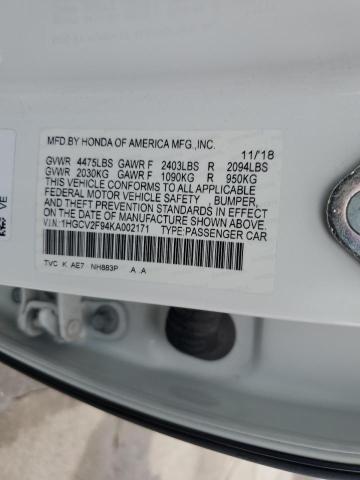 MFD.BY HONDA OF AMERICA MFG.,INC.
11/18
GVWR 4475LBS GAWR F 2403LBS R 2094LBS
GVWR 2030KG GAWR F 1090KG R 950KG
THIS VEHICLE CONFORMS TO ALL APPLICABLE
FEDERAL MOTOR VEHICLE SAFETY , BUMPER,
AND THEFT PREVENTION STANDARDS IN EFFECT
ON THE DATE OF MANUFACTURE SHOWN ABOVE.
V.I.N.:1HGCV2F94KA002171 TYPE:PASSENGER CAR
TVC K AE7 NH883P .A .A
VE